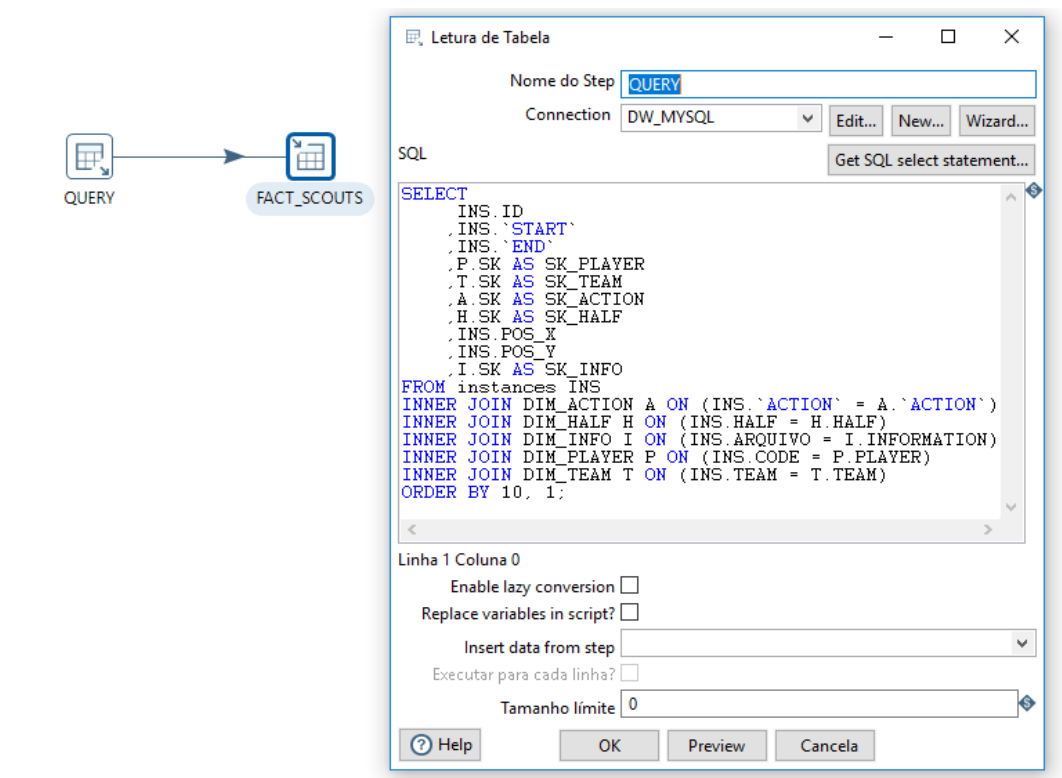 QUERY
FACT_SCOUTS
Letura de Tabela
Nome do Step QUERY
Connection DW_MYSQL Edit... New... Wizard...
SQL Get SQL select statement...
SELECT
INS.ID
,INS.`START`
,INS.`END`
,P.SK AS SK_PLAYER
,T.SK AS SK_TEAM
,A.SK AS SK_ACTION
,H.SK AS SK_HALF
,INS.POS_X
,INS.POS_Y
,I.SK AS SK_INFO
FROM instances INS
INNER JOIN DIM_ACTION A ON (INS.`ACTION` = A.`ACTION`)
INNER JOIN DIM_HALF H ON (INS.HALF = H.HALF)
INNER JOIN DIM_INFO I ON (INS.ARQUIVO = I.INFORMATION)
INNER JOIN DIM_PLAYER P ON (INS.CODE = P.PLAYER)
INNER JOIN DIM_TEAM T ON (INS.TEAM = T.TEAM)
ORDER BY 10, 1;
Linha 1 Coluna 0
Enable lazy conversion
Replace variables in script?
Insert data from step
Executar para cada linha?
Tamanho límite 0
Help OK Preview Cancela